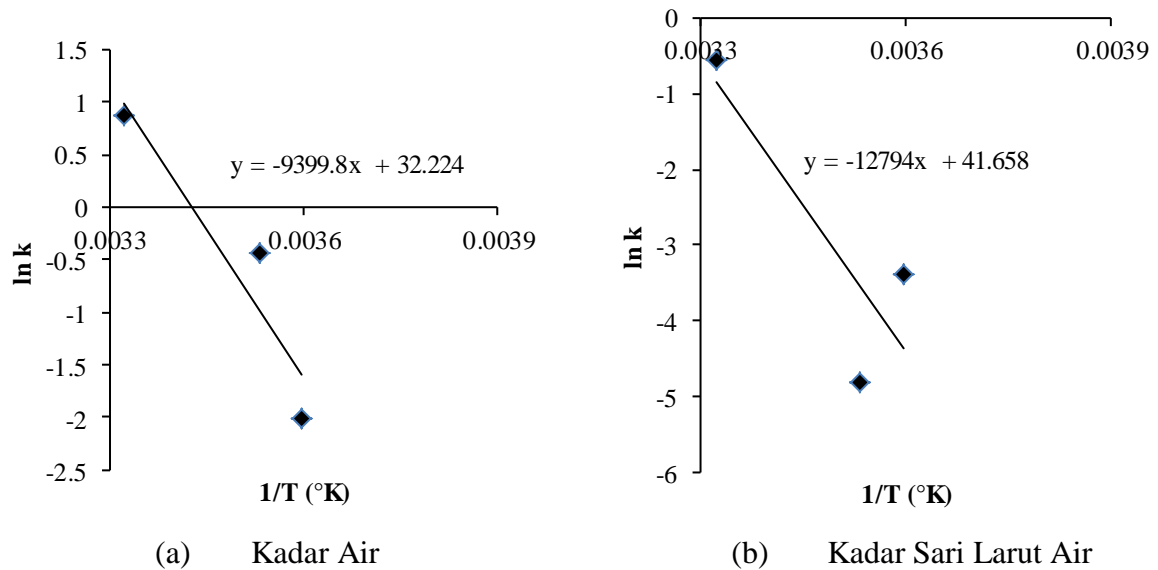 1.5
1
0.5
0
-0.5
-1
-1.5
-2
-2.5
0.0033 0.0036 0.0039
ln k
y = -9399.8x + 32.224
1/T (°K)
(a) Kadar Air
0
-1
-2
-3
-4
-5
-6
0.0033 0.0036 0.0039
ln k
y = -12794x + 41.658
1/T (°K)
(b) Kadar Sari Larut Air